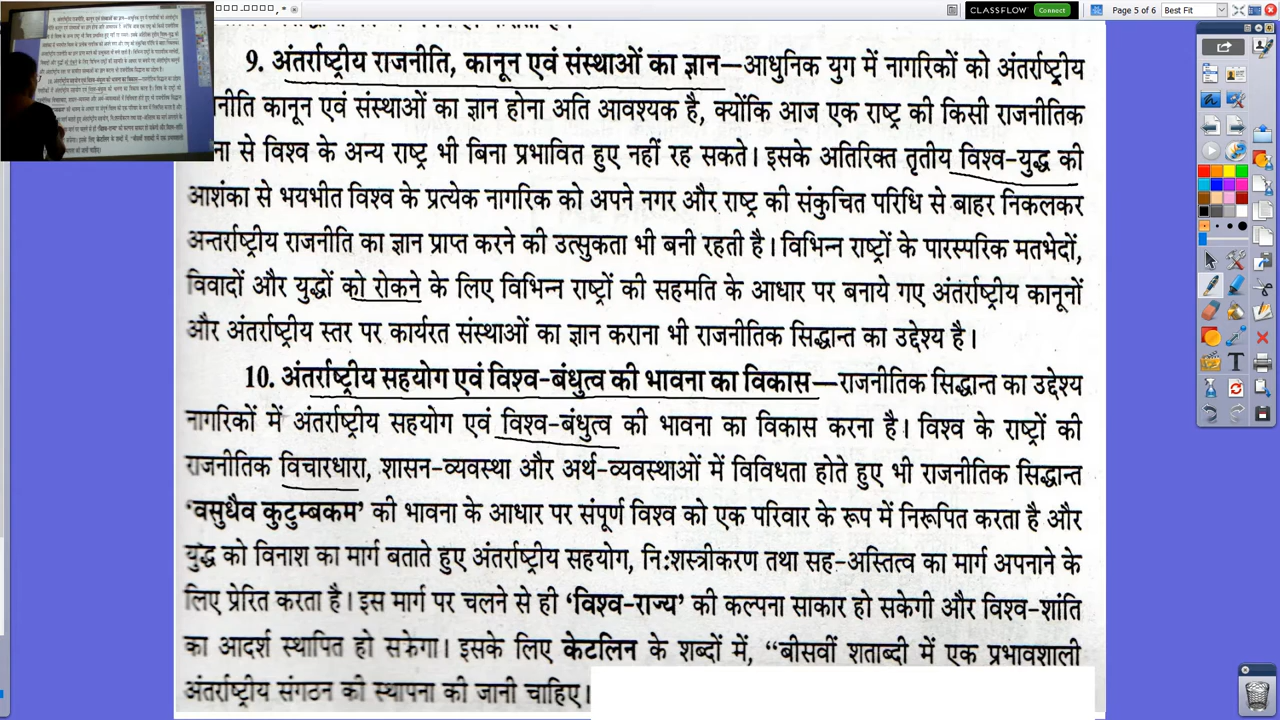 CLASSFLOW Connect Page 5 of 6 Best Fit
9. अंतर्राष्ट्रीय राजनीति, कानून एवं संस्थाओं का ज्ञान—आधुनिक युग में नागरिकों को अंतर्राष्ट्रीय
नीति कानून एवं संस्थाओं का ज्ञान होना अति आवश्यक है, क्योंकि आज एक राष्ट्र की किसी राजनीतिक
ना से विश्व के अन्य राष्ट्र भी बिना प्रभावित हुए नहीं रह सकते। इसके अतिरिक्त तृतीय विश्व-युद्ध की
आशंका से भयभीत विश्व के प्रत्येक नागरिक को अपने नगर और राष्ट्र की संकुचित परिधि से बाहर निकलकर
अन्तर्राष्ट्रीय राजनीति का ज्ञान प्राप्त करने की उत्सुकता भी बनी रहती है। विभिन्न राष्ट्रों के पारस्परिक मतभेदों,
विवादों और युद्धों को रोकने के लिए विभिन्न राष्ट्रों की सहमति के आधार पर बनाये गए अंतर्राष्ट्रीय कानूनों
और अंतर्राष्ट्रीय स्तर पर कार्यरत संस्थाओं का ज्ञान कराना भी राजनीतिक सिद्धान्त का उद्देश्य है।
10. अंतर्राष्ट्रीय सहयोग एवं विश्व-बंधुत्व की भावना का विकास—राजनीतिक सिद्धान्त का उद्देश्य
नागरिकों में अंतर्राष्ट्रीय सहयोग एवं विश्व-बंधुत्व की भावना का विकास करना है। विश्व के राष्ट्रों की
राजनीतिक विचारधारा, शासन-व्यवस्था और अर्थ-व्यवस्थाओं में विविधता होते हुए भी राजनीतिक सिद्धान्त
'वसुधैव कुटुम्बकम' की भावना के आधार पर संपूर्ण विश्व को एक परिवार के रूप में निरूपित करता है और
युद्ध को विनाश का मार्ग बताते हुए अंतर्राष्ट्रीय सहयोग, नि:शस्त्रीकरण तथा सह-अस्तित्व का मार्ग अपनाने के
लिए प्रेरित करता है। इस मार्ग पर चलने से ही 'विश्व-राज्य' की कल्पना साकार हो सकेगी और विश्व-शांति
का आदर्श स्थापित हो सकेगा। इसके लिए केटलिन के शब्दों में, "बीसवीं शताब्दी में एक प्रभावशाली
अंतर्राष्ट्रीय संगठन की स्थापना की जानी चाहिए।